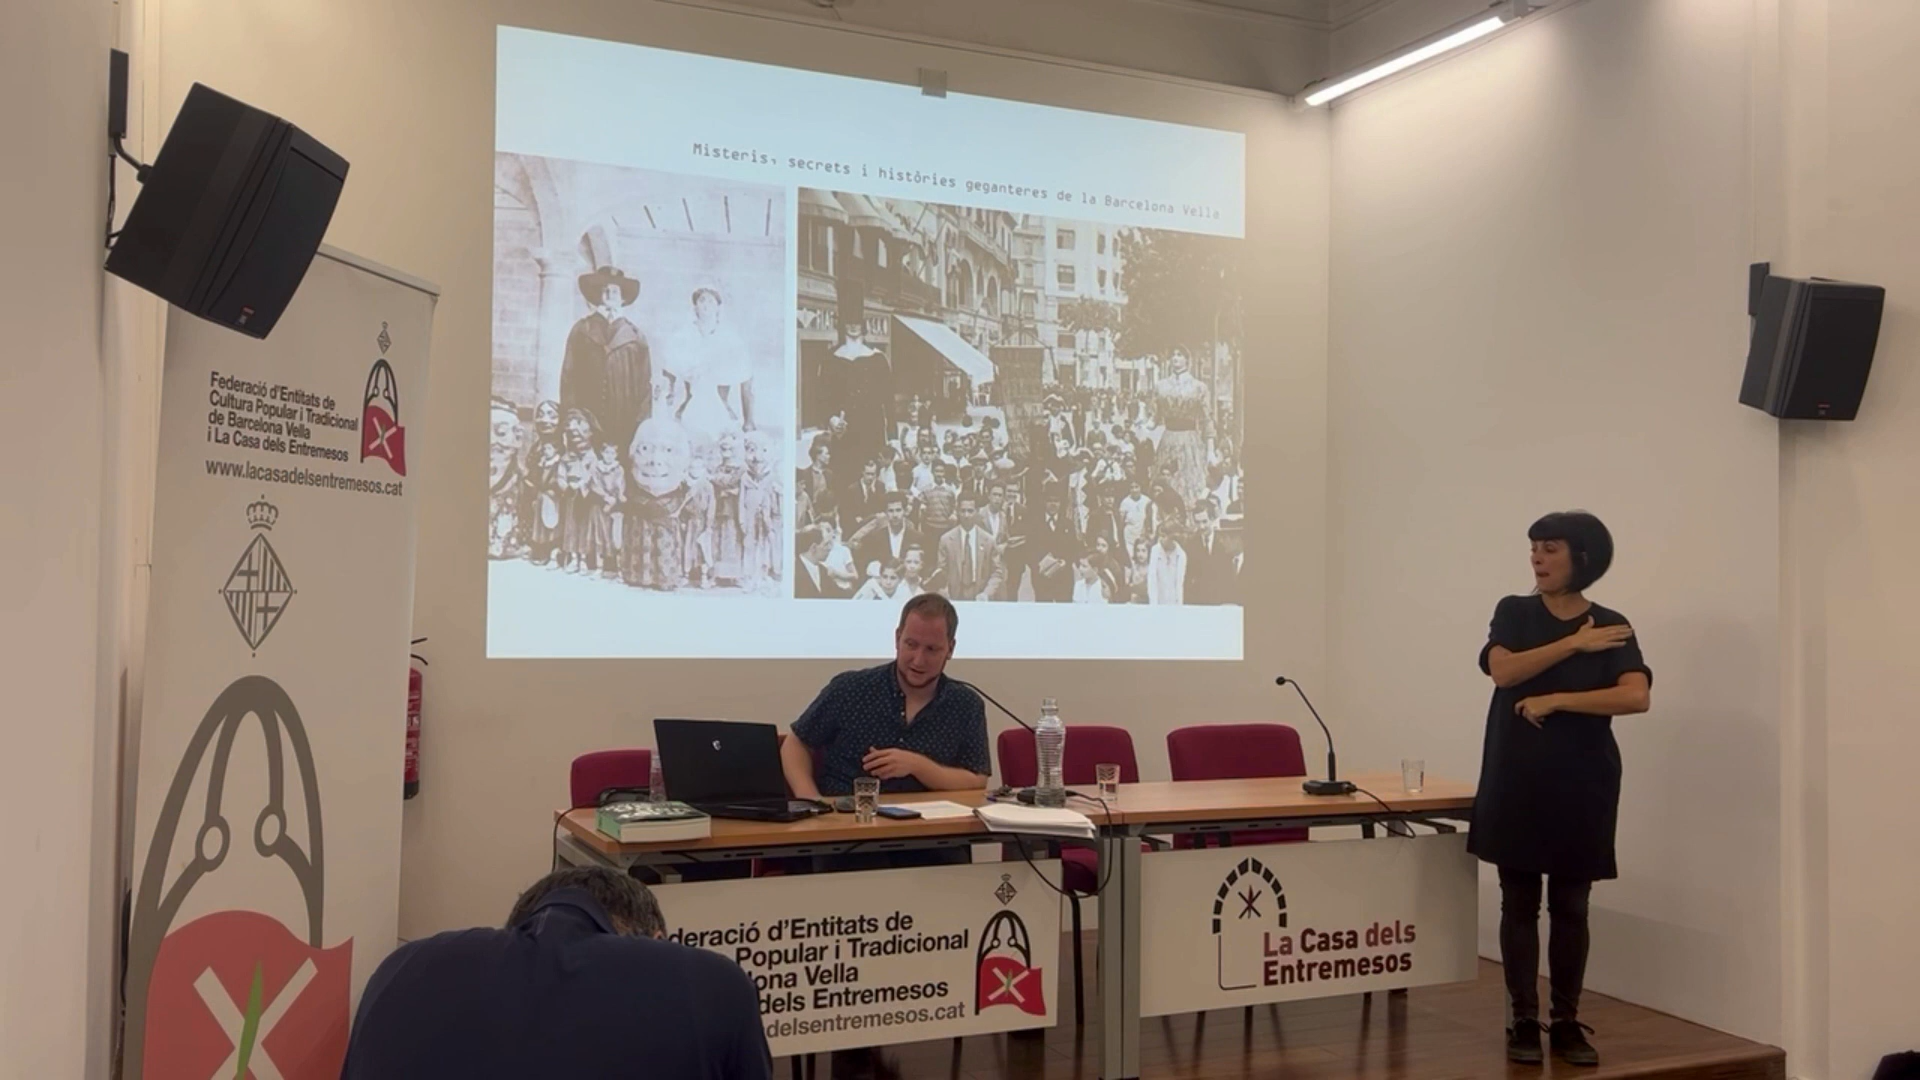 Misteris, secrets i històries geganteres de la Barcelona Vella
Federació d'Entitats de
Cultura Popular i Tradicional
de Barcelona Vella
i La Casa dels Entremesos
www.lacasadelsentremesos.cat
deració d'Entitats de
Popular i Tradicional
ona Vella
dels Entremesos
delsentremesos.cat
La Casa dels
Entremesos